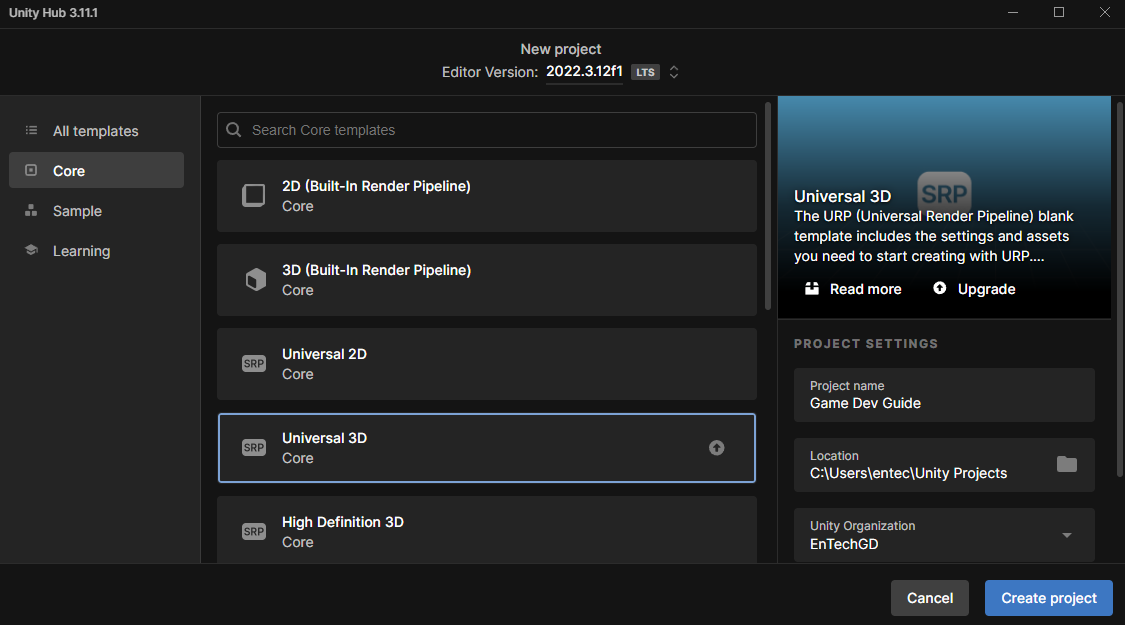 Unity Hub 3.11.1
New project
Editor Version: 2022.3.12f1 LTS
All templates
Core
Sample
Learning
Search Core templates
2D (Built-In Render Pipeline)
Core
3D (Built-In Render Pipeline)
Core
SRP
Universal 2D
Core
SRP
Universal 3D
Core
SRP
High Definition 3D
Core
SRP
Universal 3D
The URP (Universal Render Pipeline) blank
template includes the settings and assets
you need to start creating with URP....
Read more
Upgrade
PROJECT SETTINGS
Project name
Game Dev Guide
Location
C:\Users\entec\Unity Projects
Unity Organization
EnTechGD
Cancel
Create project